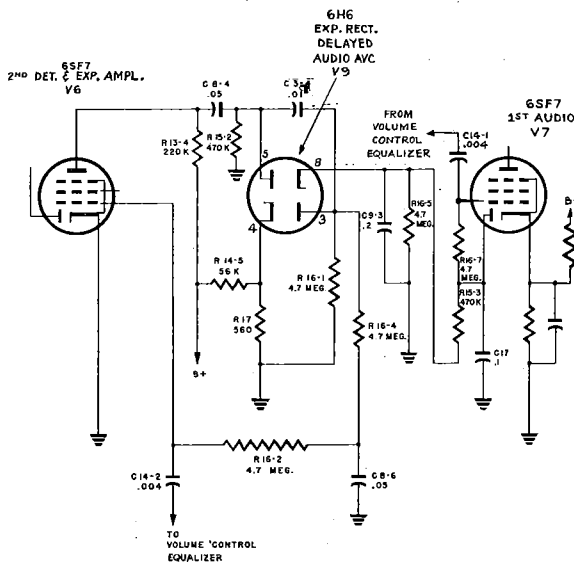 6H6
EXP. RECT.
DELAYED
AUDIO AVC
V9
6SF7
2ND DET. & EXP. AMPL.
V6
C8-4
.05
.01
R13-4
220K
R15-2
470K
5
8
4
3
FROM
VOLUME
CONTROL
EQUALIZER
C14-1
.004
6SF7
1ST AUDIO
V7
B
C9-3
.2
R16-5
4.7
MEG.
R16-7
4.7
MEG.
R15-3
470K
R14-5
56K
R16-1
4.7 MEG.
R17
560
R16-4
4.7 MEG.
C17
.1
B+
R16-2
4.7 MEG.
C14-2
.004
C8-6
.05
TO
VOLUME CONTROL
EQUALIZER